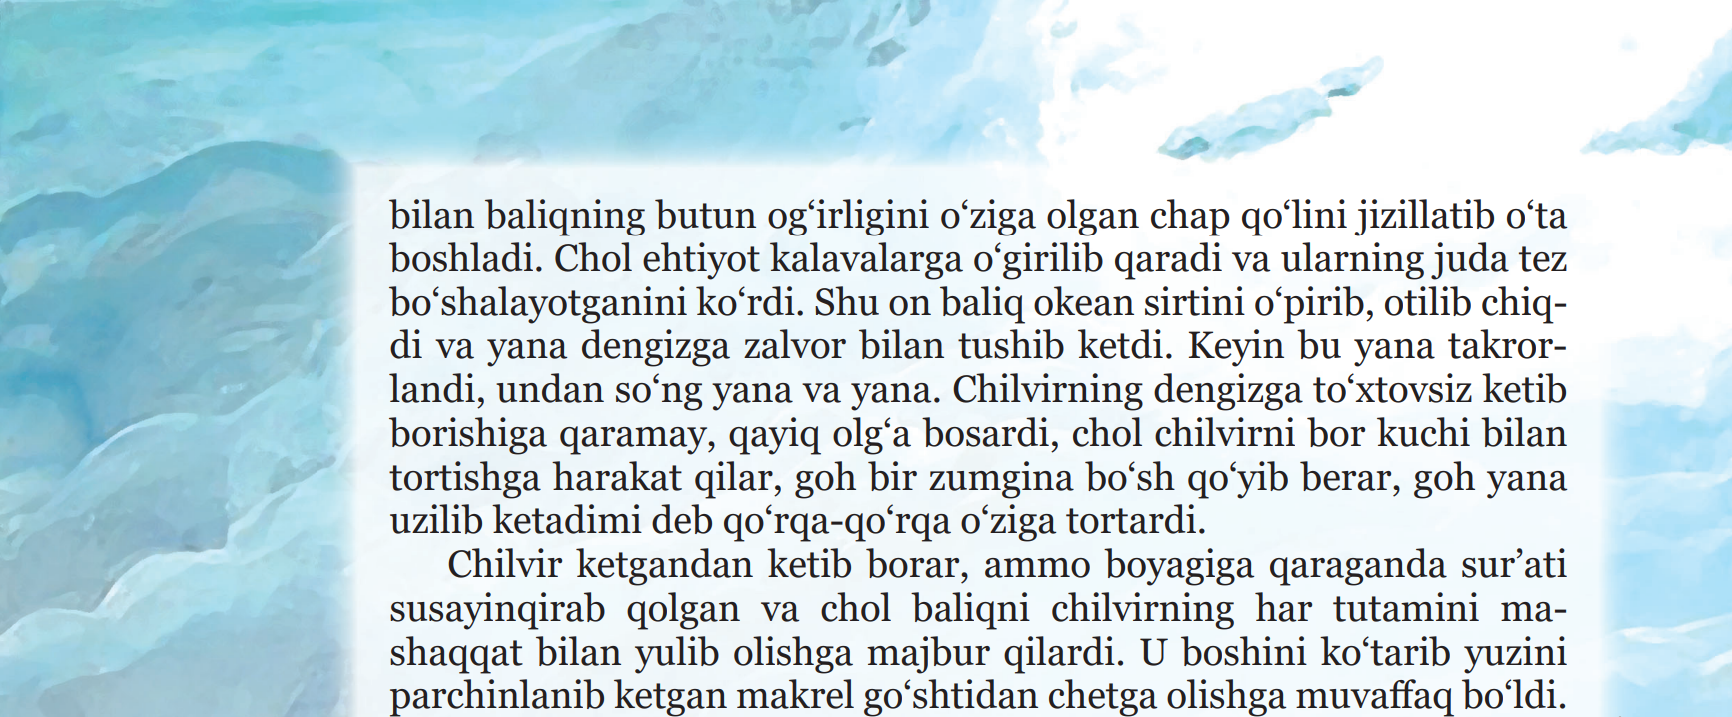 bilan baliqning butun og‘irligini o‘ziga olgan chap qo‘lini jizillatib o‘ta
boshladi. Chol ehtiyot kalavalarga o‘girilib qaradi va ularning juda tez
bo‘shalayotganini ko‘rdi. Shu on baliq okean sirtini o‘pirib, otilib chiq-
di va yana dengizga zalvor bilan tushib ketdi. Keyin bu yana takror-
landi, undan so‘ng yana va yana. Chilvirning dengizga to‘xtovsiz ketib
borishiga qaramay, qayiq olg‘a bosardi, chol chilvirni bor kuchi bilan
tortishga harakat qilar, goh bir zumgina bo‘sh qo‘yib berar, goh yana
uzilib ketadimi deb qo‘rqa-qo‘rqa o‘ziga tortardi.
Chilvir ketgandan ketib borar, ammo boyagiga qaraganda sur’ati
susayinqirab qolgan va chol baliqni chilvirning har tutamini ma-
shaqqat bilan yulib olishga majbur qilardi. U boshini ko‘tarib yuzini
parchinlanib ketgan makrel go‘shtidan chetga olishga muvaffaq bo‘ldi.